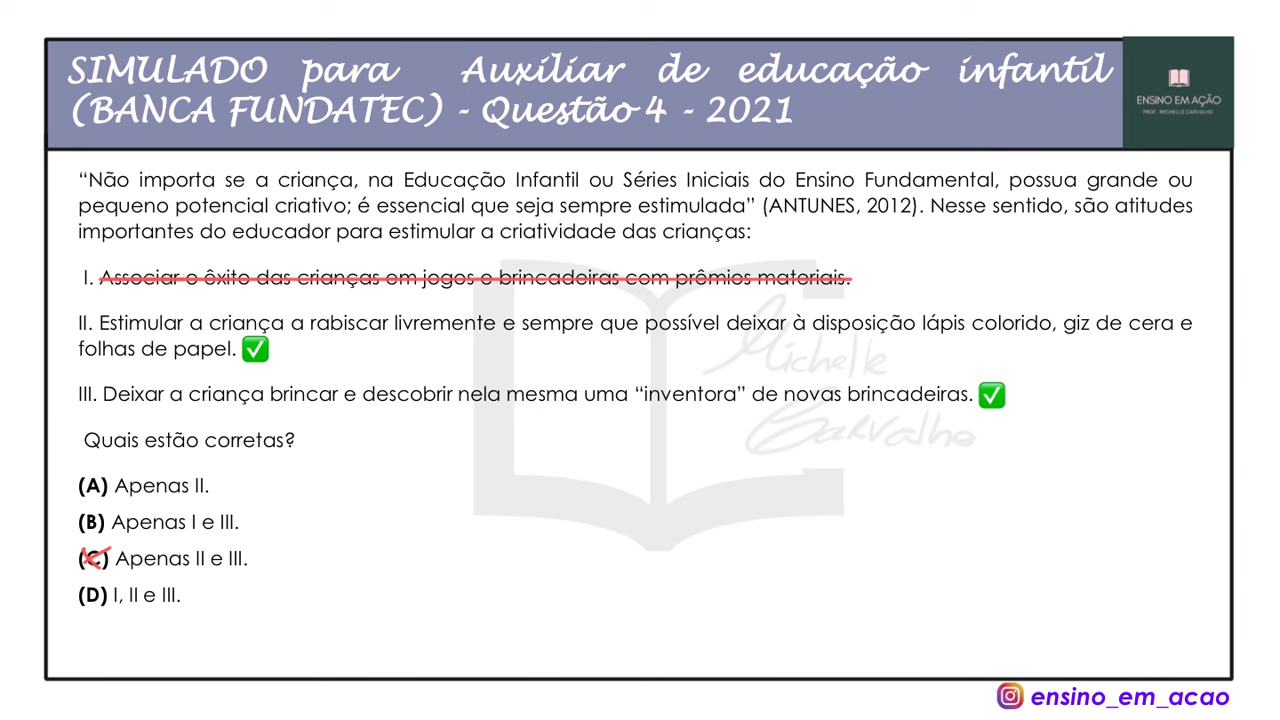 SIMULADO para Auxiliar de educação infantil
(BANCA FUNDATEC) - Questão 4 - 2021
ENSINO EM AÇÃO
PROF. MICHELLE CARVALHO
“Não importa se a criança, na Educação Infantil ou Séries Iniciais do Ensino Fundamental, possua grande ou
pequeno potencial criativo; é essencial que seja sempre estimulada” (ANTUNES, 2012). Nesse sentido, são atitudes
importantes do educador para estimular a criatividade das crianças:
I. Associar o êxito das crianças em jogos e brincadeiras com prêmios materiais.
II. Estimular a criança a rabiscar livremente e sempre que possível deixar à disposição lápis colorido, giz de cera e
folhas de papel.
III. Deixar a criança brincar e descobrir nela mesma uma “inventora” de novas brincadeiras.
Michelle
Carvalho
Quais estão corretas?
(A) Apenas II.
(B) Apenas I e III.
(C) Apenas II e III.
(D) I, II e III.
ensino_em_acao